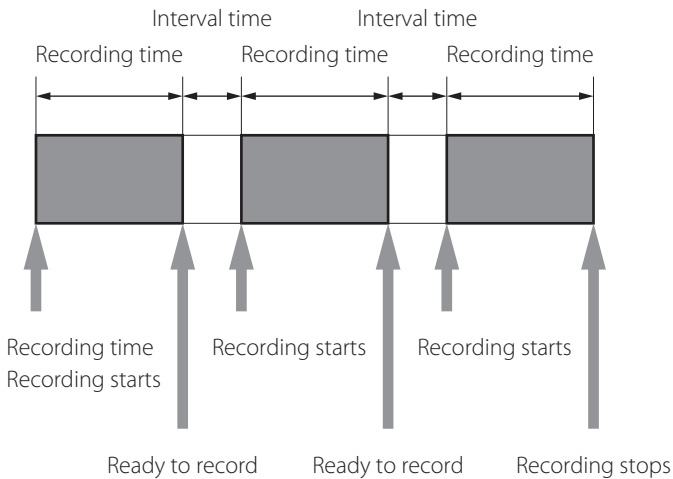 Interval time Interval time
Recording time Recording time Recording time
Recording time Recording starts Recording starts
Recording starts
Ready to record Ready to record Recording stops